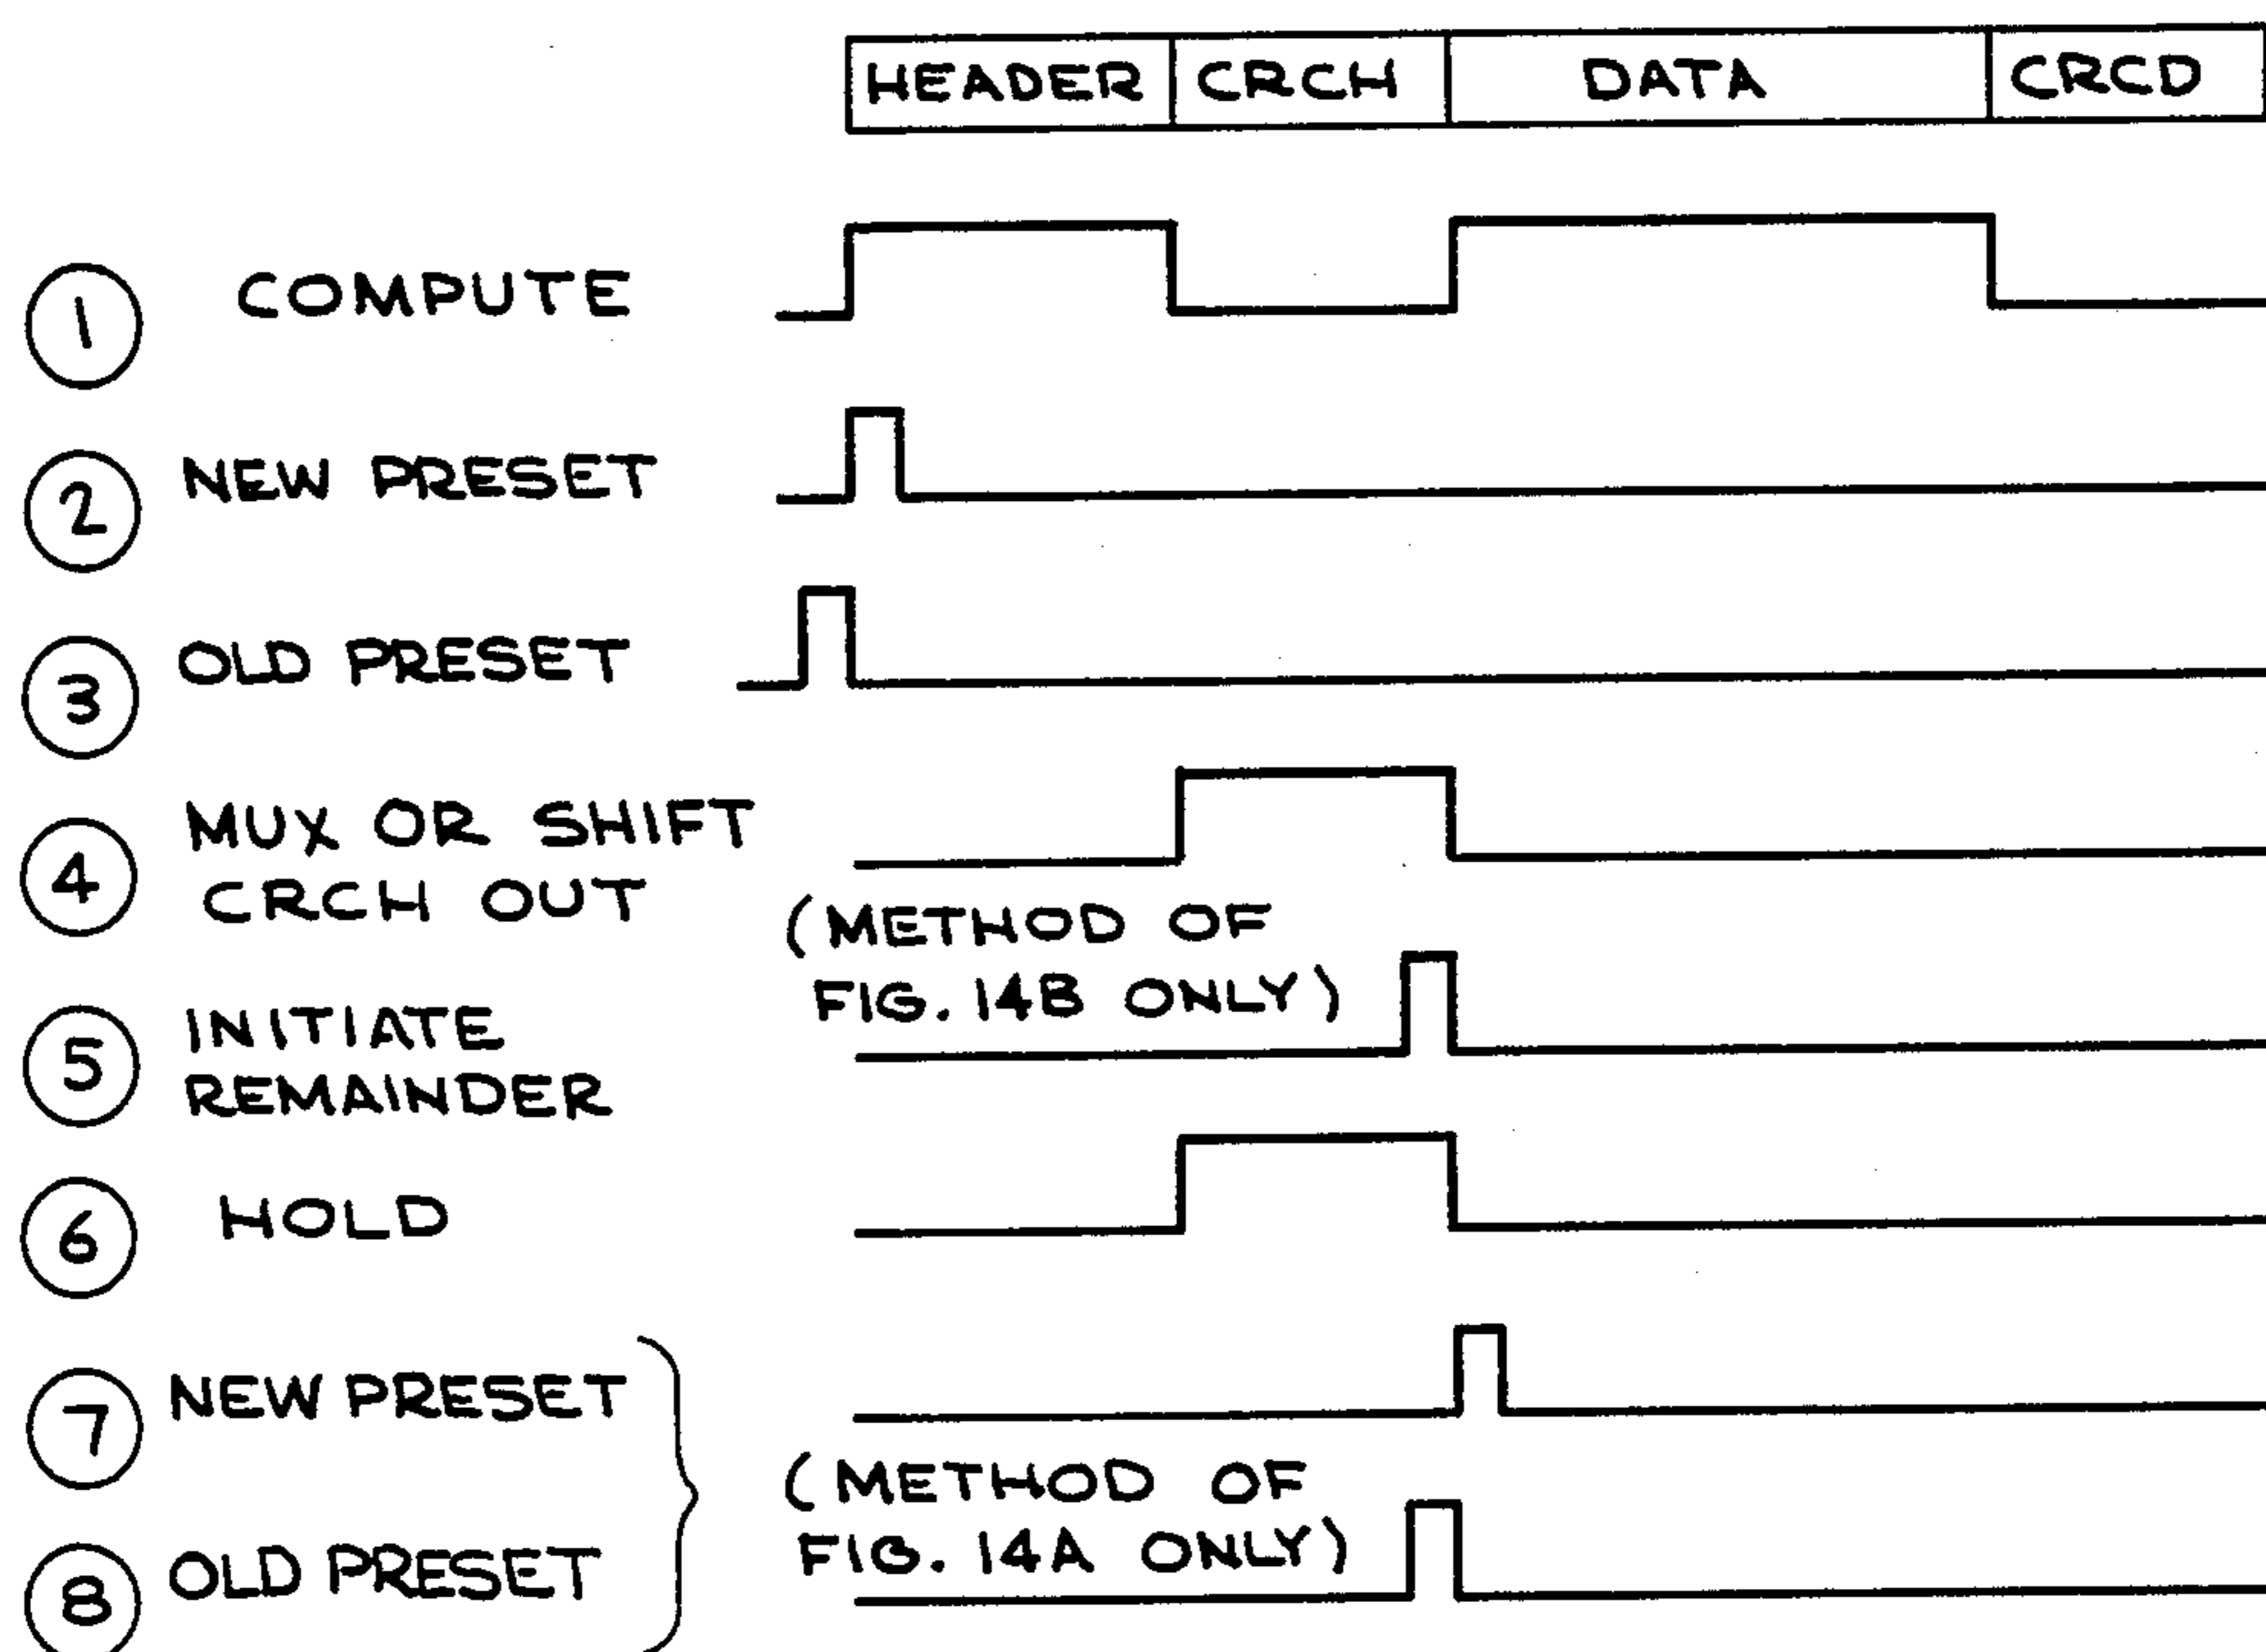 HEADER CRCH DATA CRCD
1 COMPUTE
2 NEW PRESET
3 OLD PRESET
4 MUX OR SHIFT
CRCH OUT
(METHOD OF
FIG. 14B ONLY)
5 INITIATE
REMAINDER
6 HOLD
7 NEW PRESET
(METHOD OF
FIG. 14A ONLY)
8 OLD PRESET